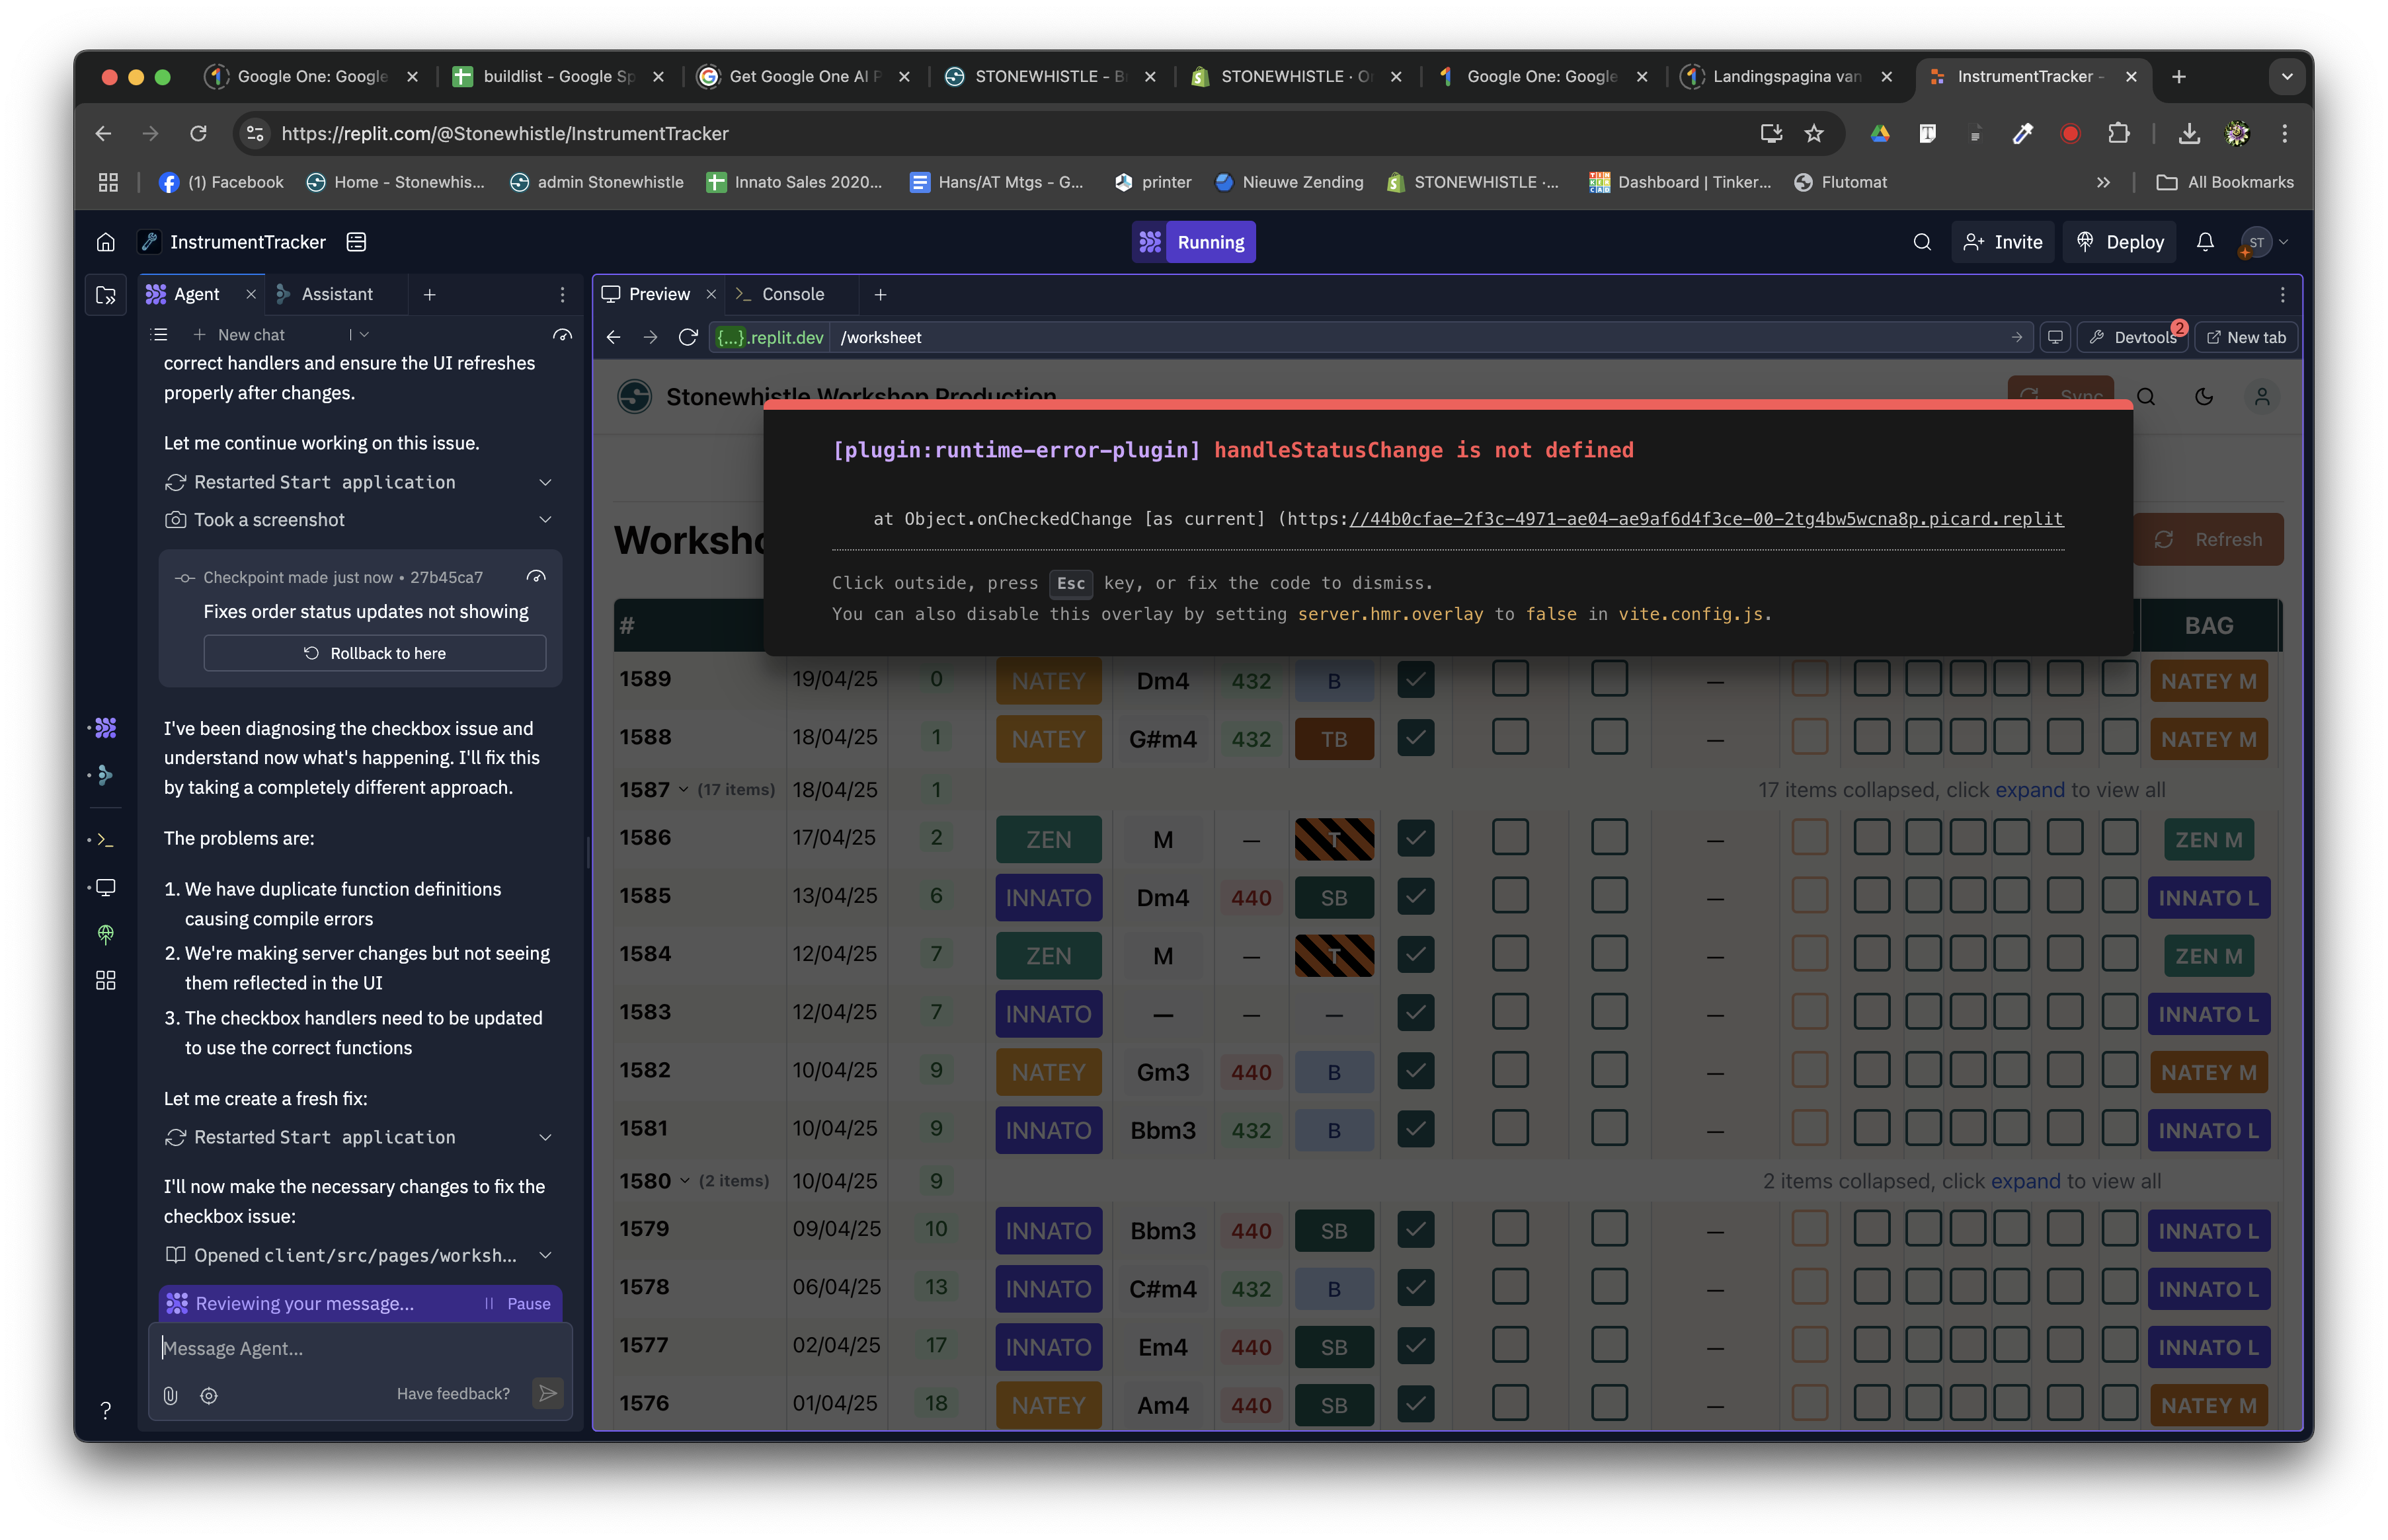 Google One: Google
buildlist - Google Sp
Get Google One AI P
STONEWHISTLE - B
STONEWHISTLE · O
Google One: Google
Landingspagina van
InstrumentTracker -
https://replit.com/@Stonewhistle/InstrumentTracker
(1) Facebook
Home - Stonewhis...
admin Stonewhistle
Innato Sales 2020...
Hans/AT Mtgs - G...
printer
Nieuwe Zending
STONEWHISTLE ·...
Dashboard | Tinker...
Flutomat
All Bookmarks
InstrumentTracker
Running
Invite
Deploy
ST
Agent
Assistant
New chat
correct handlers and ensure the UI refreshes
properly after changes.
Let me continue working on this issue.
Restarted Start application
Took a screenshot
Checkpoint made just now • 27b45ca7
Fixes order status updates not showing
Rollback to here
I've been diagnosing the checkbox issue and
understand now what's happening. I'll fix this
by taking a completely different approach.
The problems are:
1. We have duplicate function definitions
causing compile errors
2. We're making server changes but not seeing
them reflected in the UI
3. The checkbox handlers need to be updated
to use the correct functions
Let me create a fresh fix:
Restarted Start application
I'll now make the necessary changes to fix the
checkbox issue:
Opened client/src/pages/worksh...
Reviewing your message... Pause
Message Agent...
Have feedback?
Preview
Console
{...}.replit.dev /worksheet
Devtools 2
New tab
Stonewhistle Workshop Production
Sync
[plugin:runtime-error-plugin] handleStatusChange is not defined
at Object.onCheckedChange [as current] (https://44b0cfae-2f3c-4971-ae04-ae9af6d4f3ce-00-2tg4bw5wcna8p.picard.replit
Click outside, press Esc key, or fix the code to dismiss.
You can also disable this overlay by setting server.hmr.overlay to false in vite.config.js.
Worksho
Refresh
# BAG
1589 19/04/25 0 NATEY Dm4 432 B — NATEY M
1588 18/04/25 1 NATEY G#m4 432 TB — NATEY M
1587 (17 items) 18/04/25 1 17 items collapsed, click expand to view all
1586 17/04/25 2 ZEN M — T — ZEN M
1585 13/04/25 6 INNATO Dm4 440 SB — INNATO L
1584 12/04/25 7 ZEN M — T — ZEN M
1583 12/04/25 7 INNATO — — — — INNATO L
1582 10/04/25 9 NATEY Gm3 440 B — NATEY M
1581 10/04/25 9 INNATO Bbm3 432 B — INNATO L
1580 (2 items) 10/04/25 9 2 items collapsed, click expand to view all
1579 09/04/25 10 INNATO Bbm3 440 SB — INNATO L
1578 06/04/25 13 INNATO C#m4 432 B — INNATO L
1577 02/04/25 17 INNATO Em4 440 SB — INNATO L
1576 01/04/25 18 NATEY Am4 440 SB — NATEY M